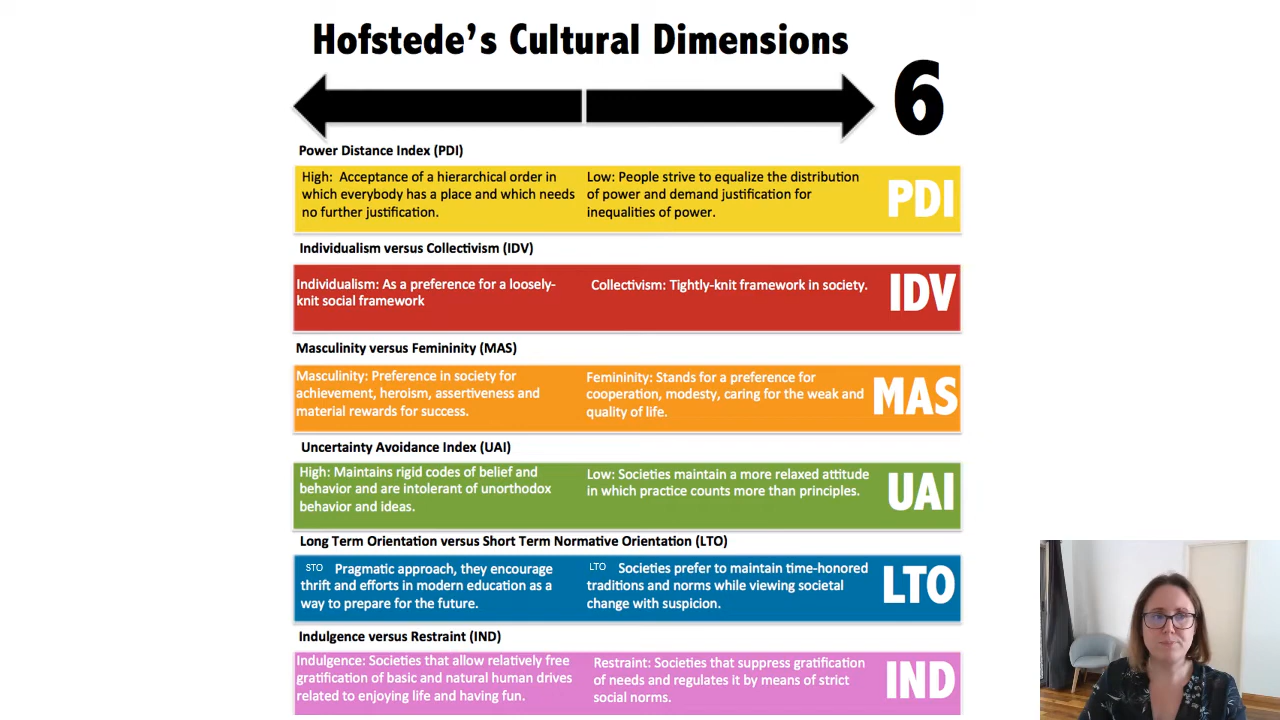 Hofstede's Cultural Dimensions
6
Power Distance Index (PDI)
High: Acceptance of a hierarchical order in
which everybody has a place and which needs
no further justification.
Low: People strive to equalize the distribution
of power and demand justification for
inequalities of power.
PDI
Individualism versus Collectivism (IDV)
Individualism: As a preference for a loosely-
knit social framework
Collectivism: Tightly-knit framework in society.
IDV
Masculinity versus Femininity (MAS)
Masculinity: Preference in society for
achievement, heroism, assertiveness and
material rewards for success.
Femininity: Stands for a preference for
cooperation, modesty, caring for the weak and
quality of life.
MAS
Uncertainty Avoidance Index (UAI)
High: Maintains rigid codes of belief and
behavior and are intolerant of unorthodox
behavior and ideas.
Low: Societies maintain a more relaxed attitude
in which practice counts more than principles.
UAI
Long Term Orientation versus Short Term Normative Orientation (LTO)
STO Pragmatic approach, they encourage
thrift and efforts in modern education as a
way to prepare for the future.
LTO Societies prefer to maintain time-honored
traditions and norms while viewing societal
change with suspicion.
LTO
Indulgence versus Restraint (IND)
Indulgence: Societies that allow relatively free
gratification of basic and natural human drives
related to enjoying life and having fun.
Restraint: Societies that suppress gratification
of needs and regulates it by means of strict
social norms.
IND